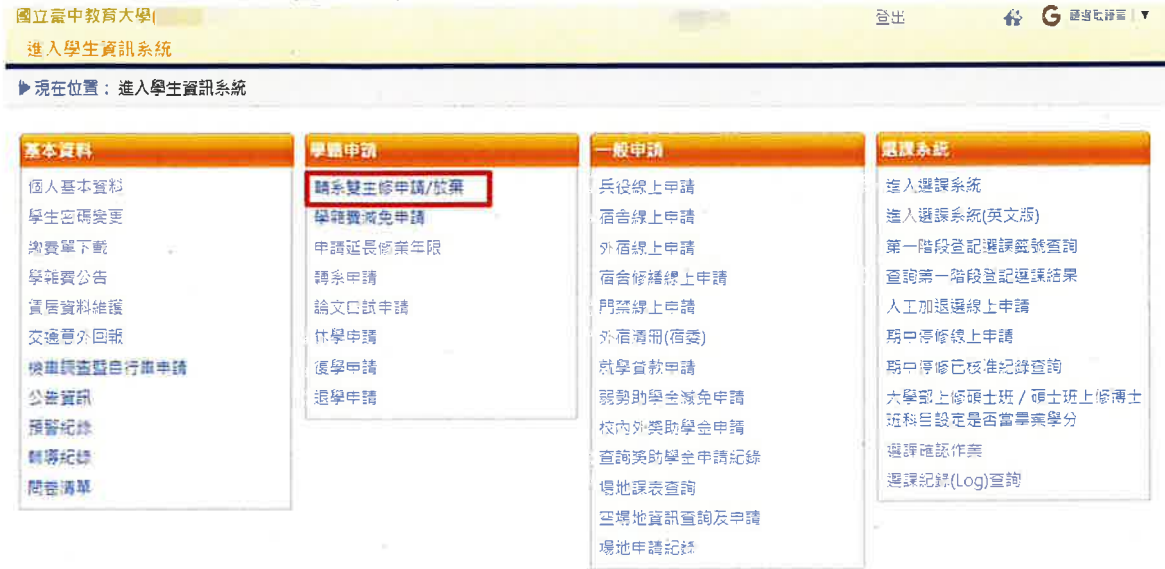 國立臺中教育大學(
登出
G 選取語言 | ▼
進入學生資訊系統
現在位置：進入學生資訊系統
基本資料
個人基本資料
學生密碼變更
繳費單下載
學雜費公告
賃居資料維護
交通意外回報
機車調查暨自行車申請
公告資訊
預警紀錄
輔導紀錄
問卷清單
學籍申請
輔系雙主修申請/放棄
學雜費減免申請
申請延長修業年限
轉系申請
論文口試申請
休學申請
復學申請
退學申請
一般申請
兵役線上申請
宿舍線上申請
外宿線上申請
宿舍修繕線上申請
門禁線上申請
外宿清冊(宿委)
就學貸款申請
弱勢助學金減免申請
校內外獎助學金申請
查詢獎助學金申請紀錄
場地課表查詢
空場地資訊查詢及申請
場地申請記錄
選課系統
進入選課系統
進入選課系統(英文版)
第一階段登記選課籤號查詢
查詢第一階段登記選課結果
人工加退選線上申請
期中停修線上申請
期中停修已核准紀錄查詢
大學部上修碩士班 / 碩士班上修博士
班科目設定是否當畢業學分
選課確認作業
選課紀錄(Log)查詢